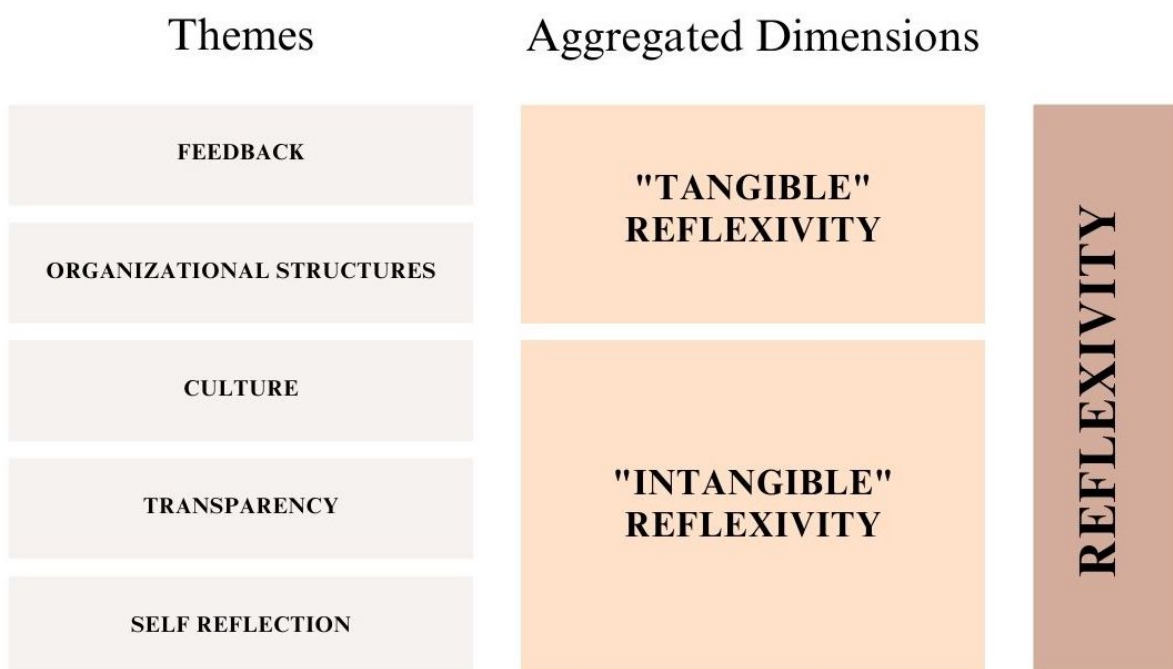 Themes
Aggregated Dimensions
FEEDBACK
ORGANIZATIONAL STRUCTURES
CULTURE
TRANSPARENCY
SELF REFLECTION
"TANGIBLE"
REFLEXIVITY
"INTANGIBLE"
REFLEXIVITY
REFLEXIVITY